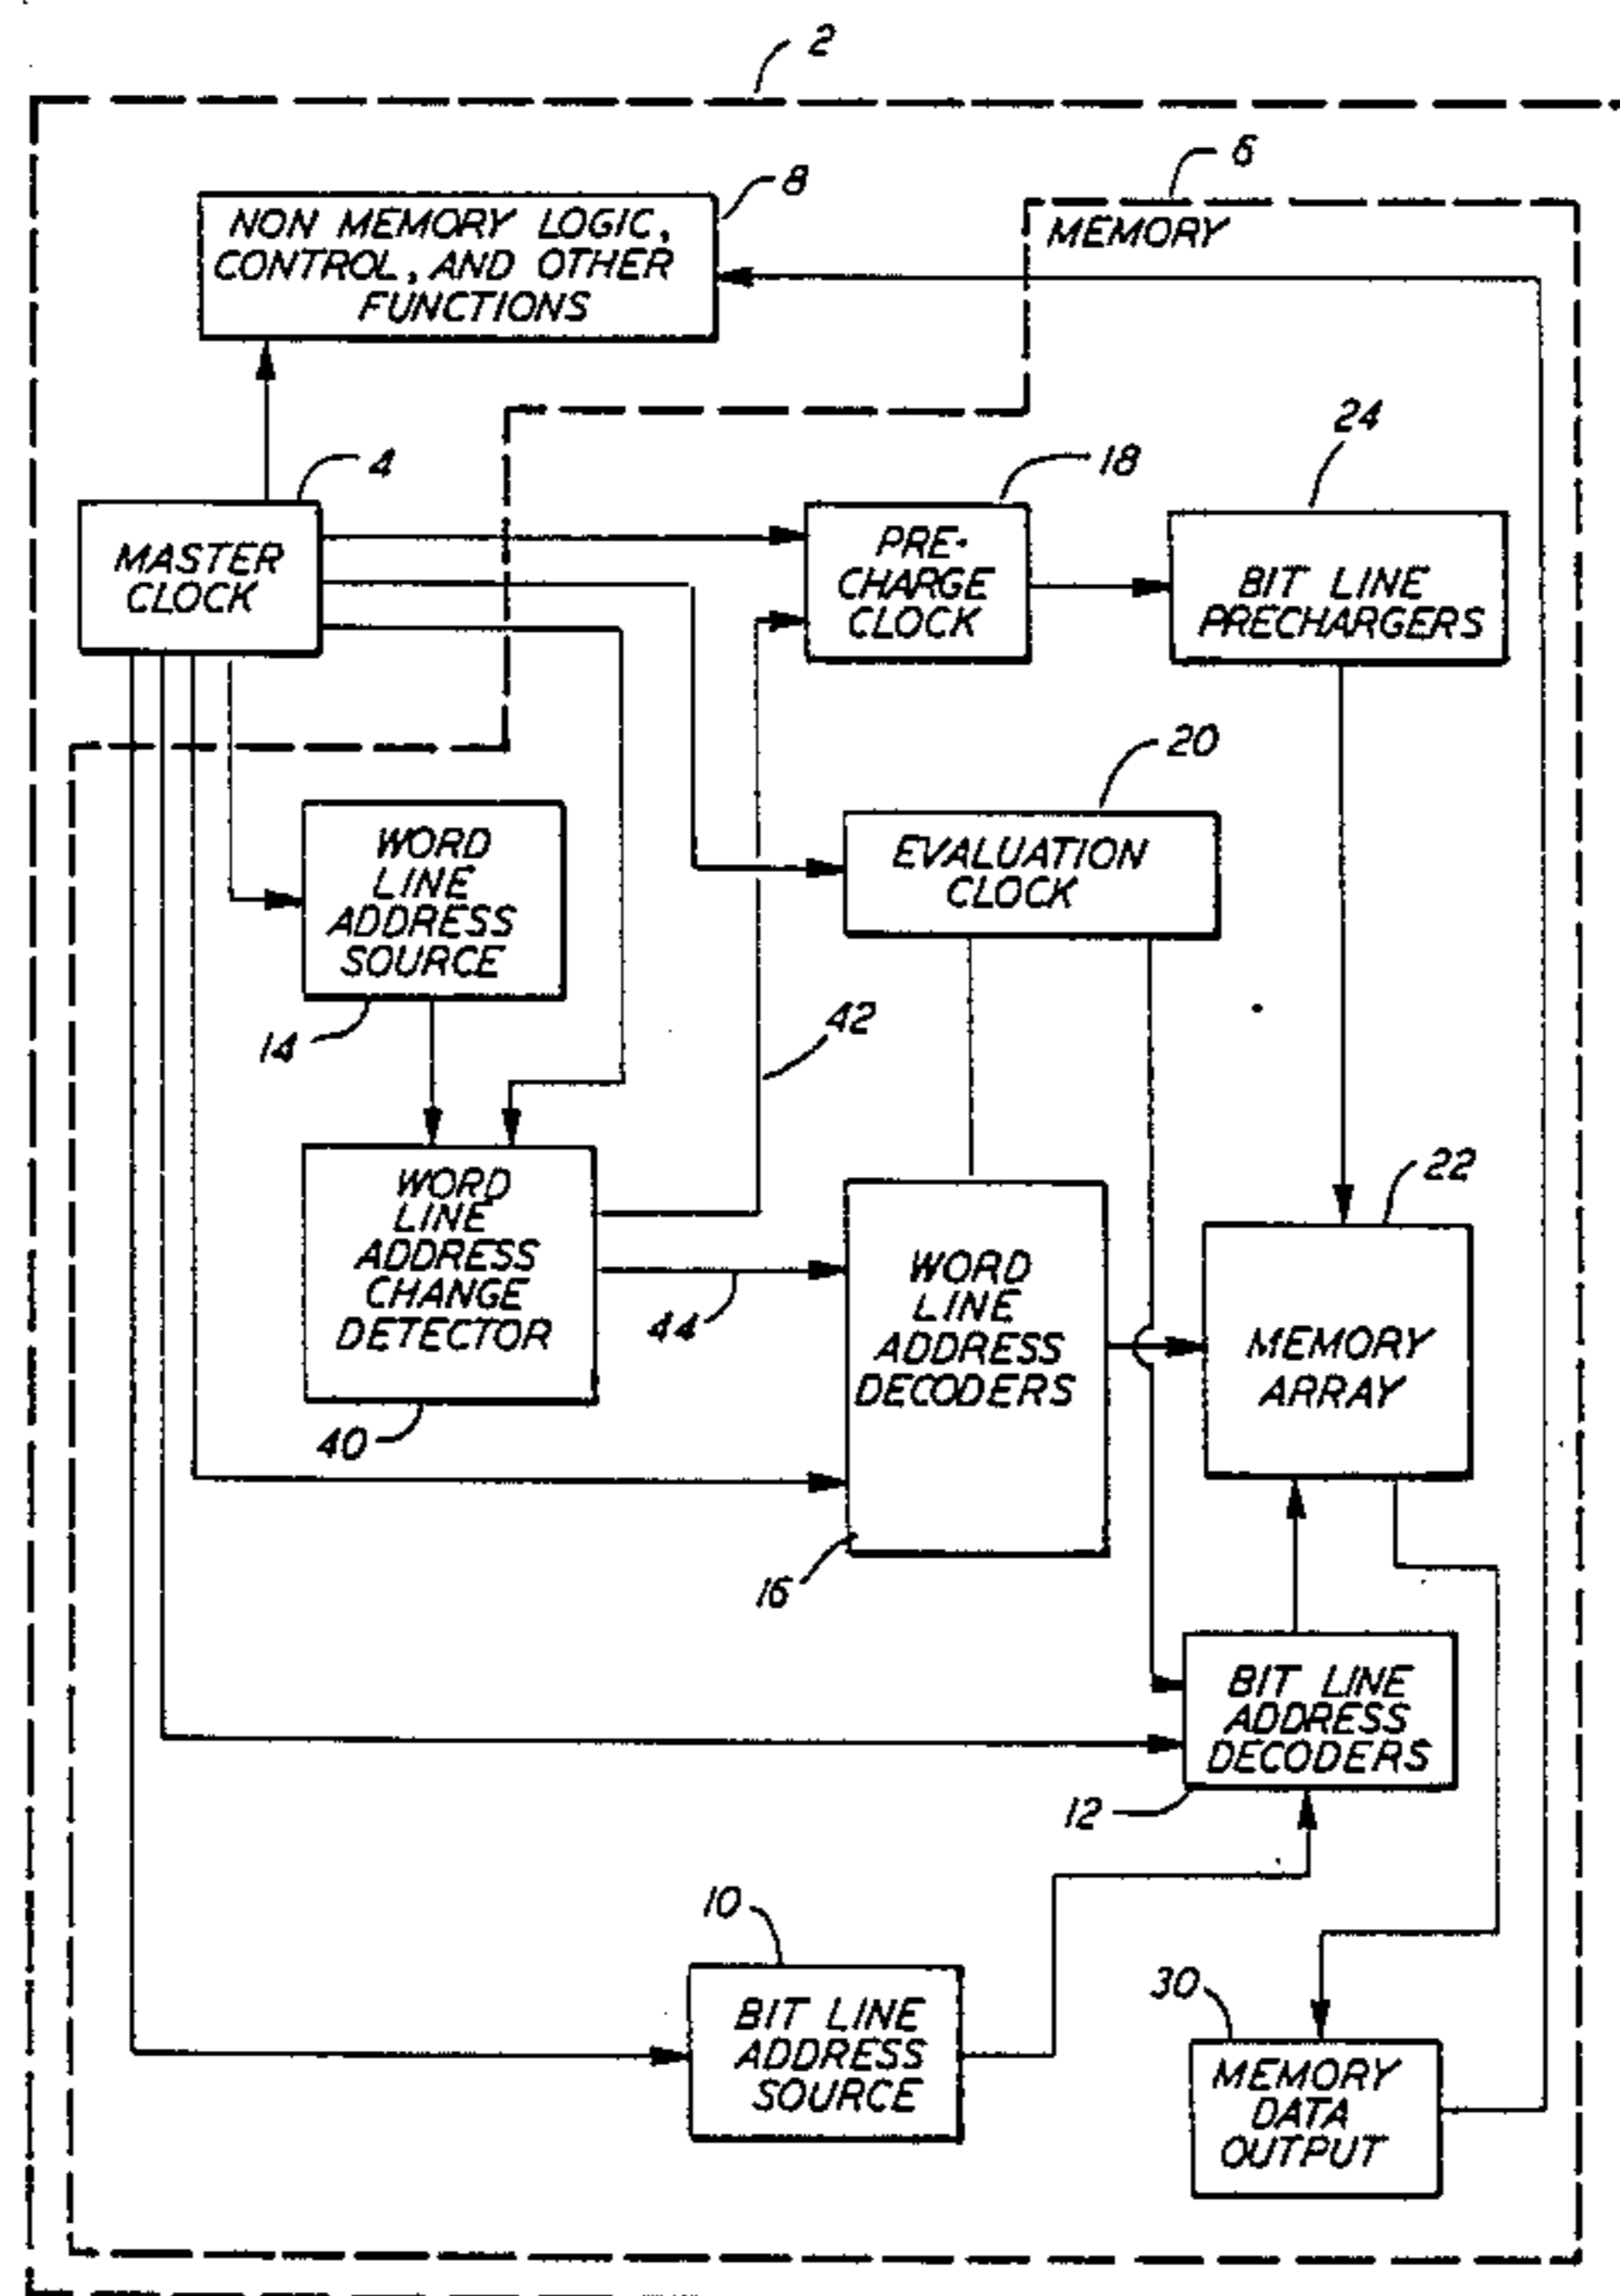 2
6
8
NON MEMORY LOGIC,
CONTROL, AND OTHER
FUNCTIONS
MEMORY
4
MASTER
CLOCK
18
PRE-
CHARGE
CLOCK
24
BIT LINE
PRECHARGERS
20
EVALUATION
CLOCK
WORD
LINE
ADDRESS
SOURCE
14
42
WORD
LINE
ADDRESS
CHANGE
DETECTOR
40
44
WORD
LINE
ADDRESS
DECODERS
16
22
MEMORY
ARRAY
BIT LINE
ADDRESS
DECODERS
12
10
BIT LINE
ADDRESS
SOURCE
30
MEMORY
DATA
OUTPUT